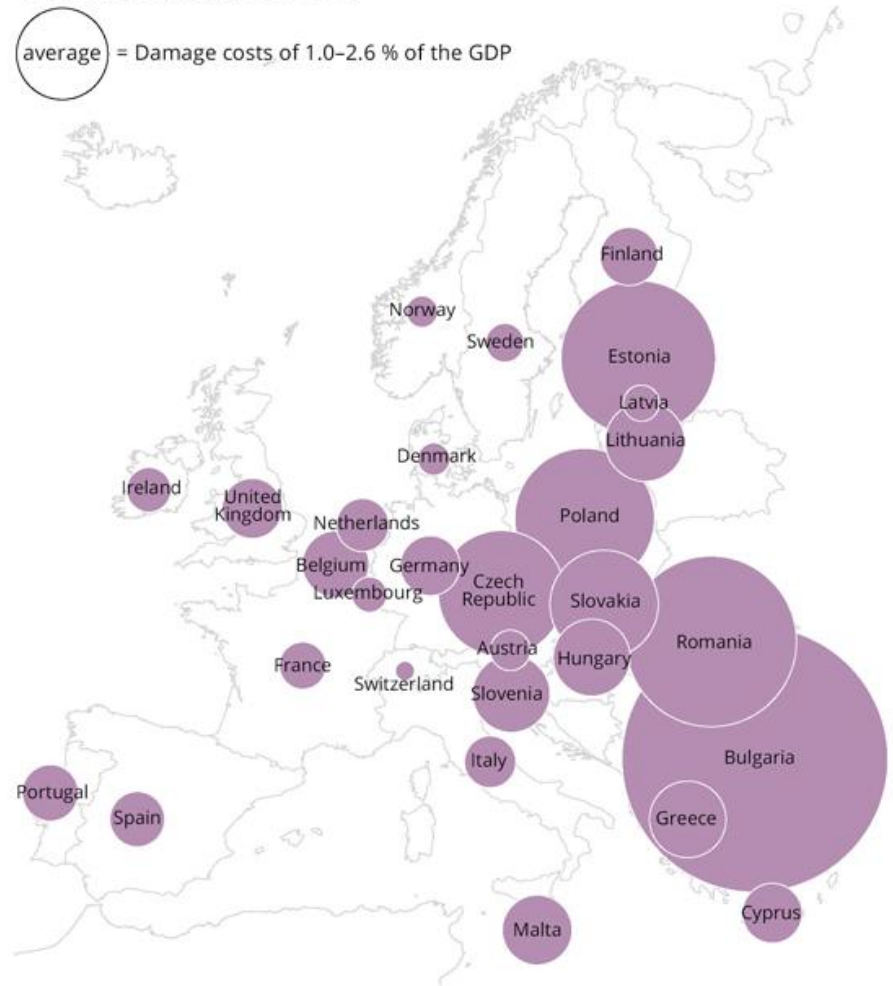 average = Damage costs of 1.0–2.6 % of the GDP
Finland
Norway
Sweden
Estonia
Latvia
Lithuania
Denmark
Ireland
United
Kingdom
Netherlands
Poland
Belgium
Germany
Luxembourg
Czech
Republic
Slovakia
Romania
Austria
Hungary
France
Switzerland
Slovenia
Bulgaria
Italy
Portugal
Spain
Greece
Cyprus
Malta